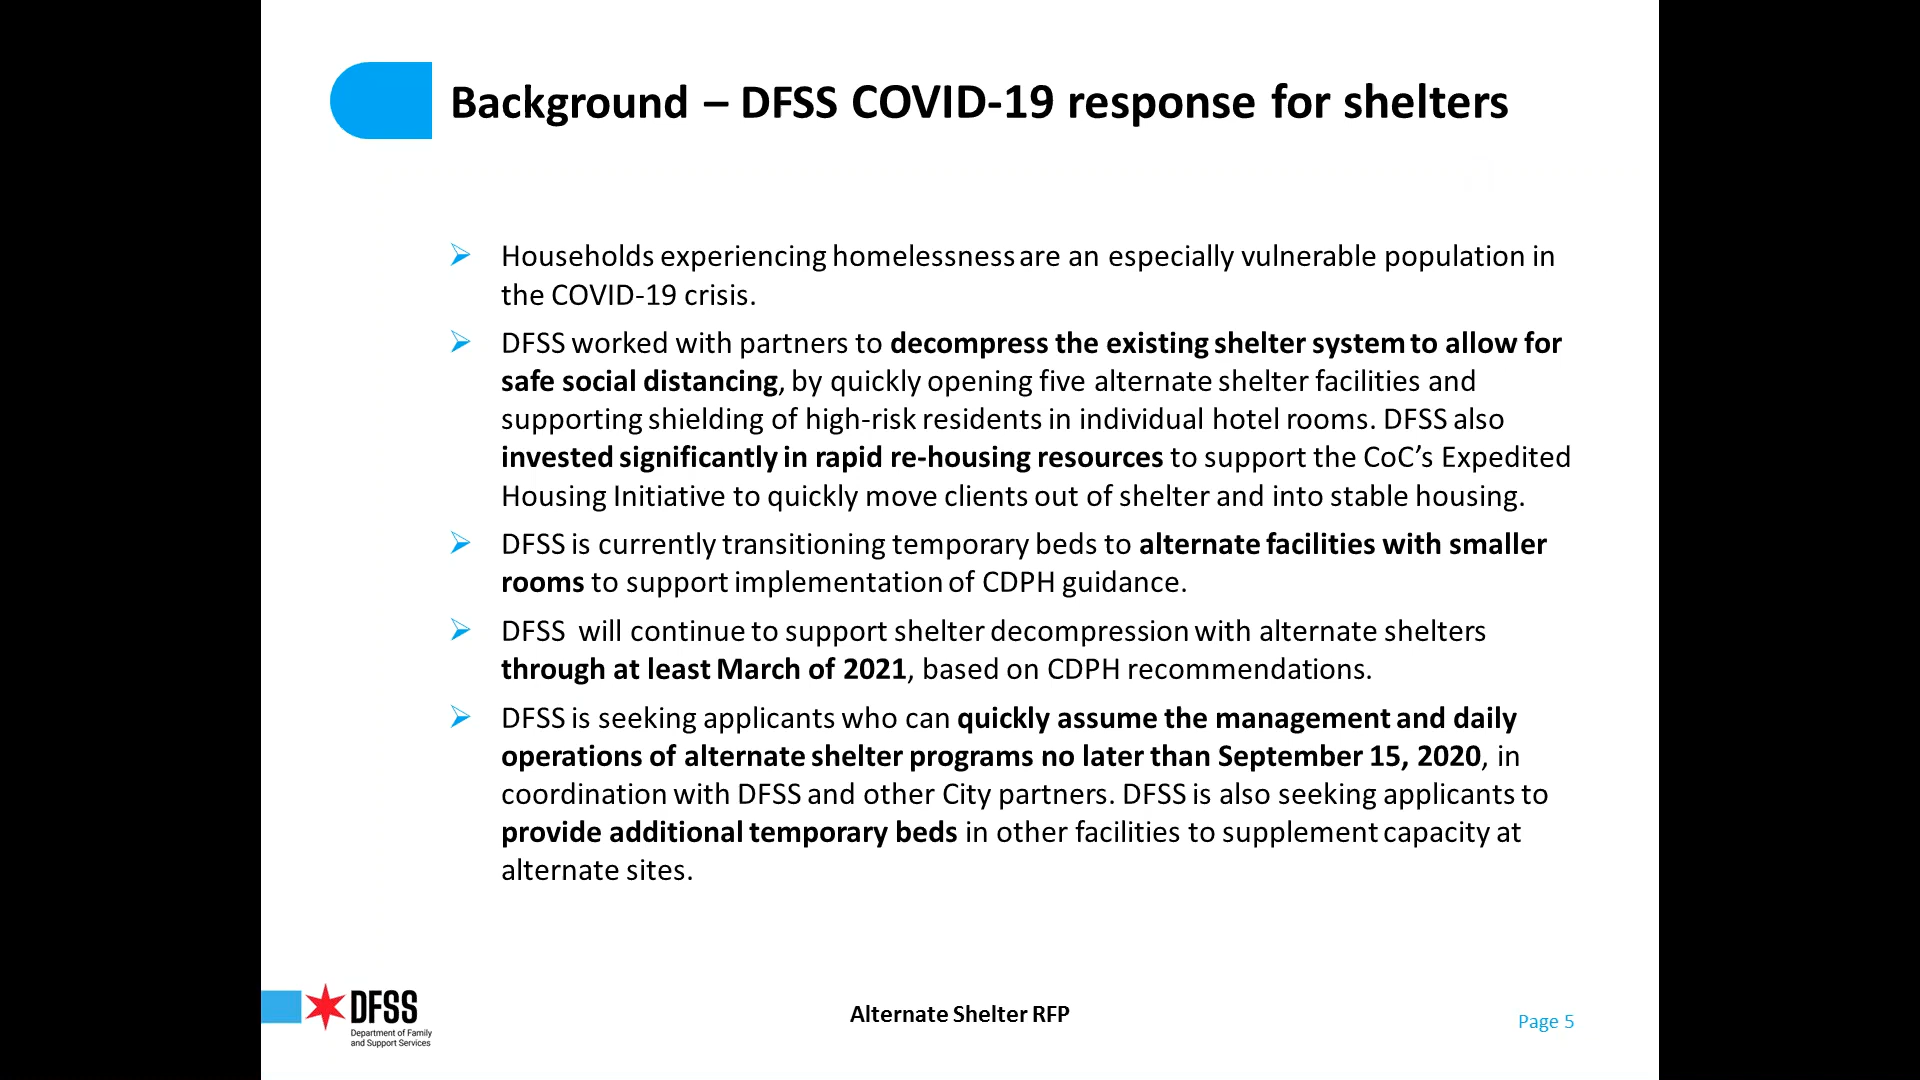 Background – DFSS COVID-19 response for shelters
Households experiencing homelessness are an especially vulnerable population in
the COVID-19 crisis.
DFSS worked with partners to decompress the existing shelter system to allow for
safe social distancing, by quickly opening five alternate shelter facilities and
supporting shielding of high-risk residents in individual hotel rooms. DFSS also
invested significantly in rapid re-housing resources to support the CoC’s Expedited
Housing Initiative to quickly move clients out of shelter and into stable housing.
DFSS is currently transitioning temporary beds to alternate facilities with smaller
rooms to support implementation of CDPH guidance.
DFSS will continue to support shelter decompression with alternate shelters
through at least March of 2021, based on CDPH recommendations.
DFSS is seeking applicants who can quickly assume the management and daily
operations of alternate shelter programs no later than September 15, 2020, in
coordination with DFSS and other City partners. DFSS is also seeking applicants to
provide additional temporary beds in other facilities to supplement capacity at
alternate sites.
DFSS
Department of Family
and Support Services
Alternate Shelter RFP
Page 5